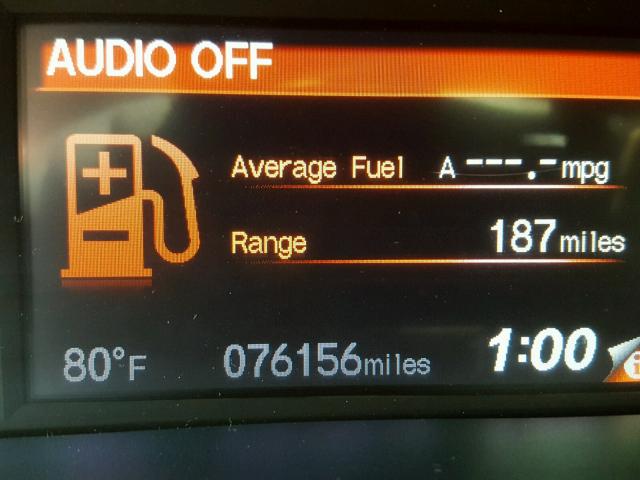 AUDIO OFF
Average Fuel A ---.- mpg
Range 187 miles
80°F 076156 miles 1:00 i